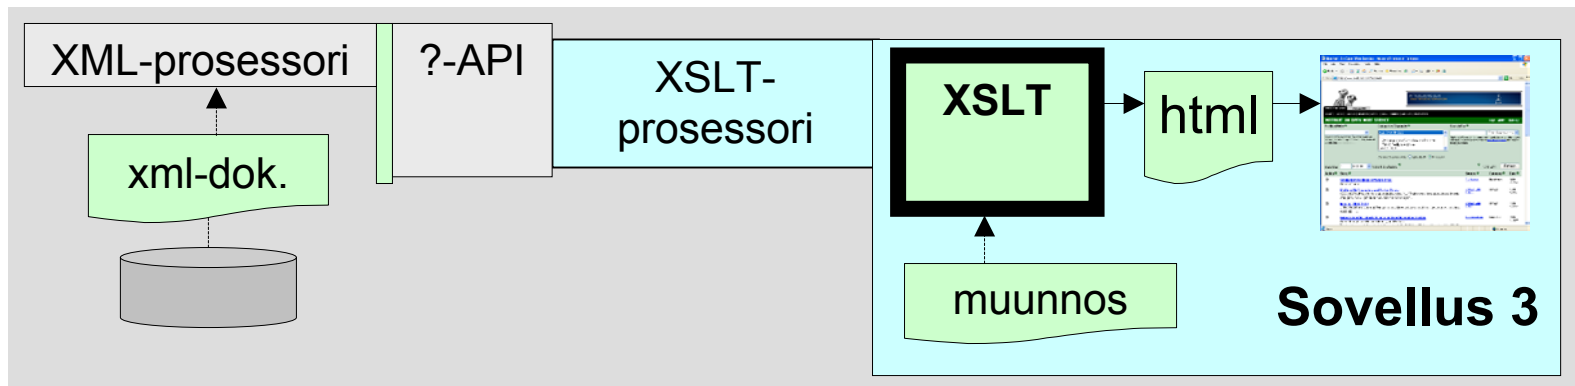 XML-prosessori
?-API
XSLT-
prosessori
XSLT
html
xml-dok.
muunnos
Sovellus 3